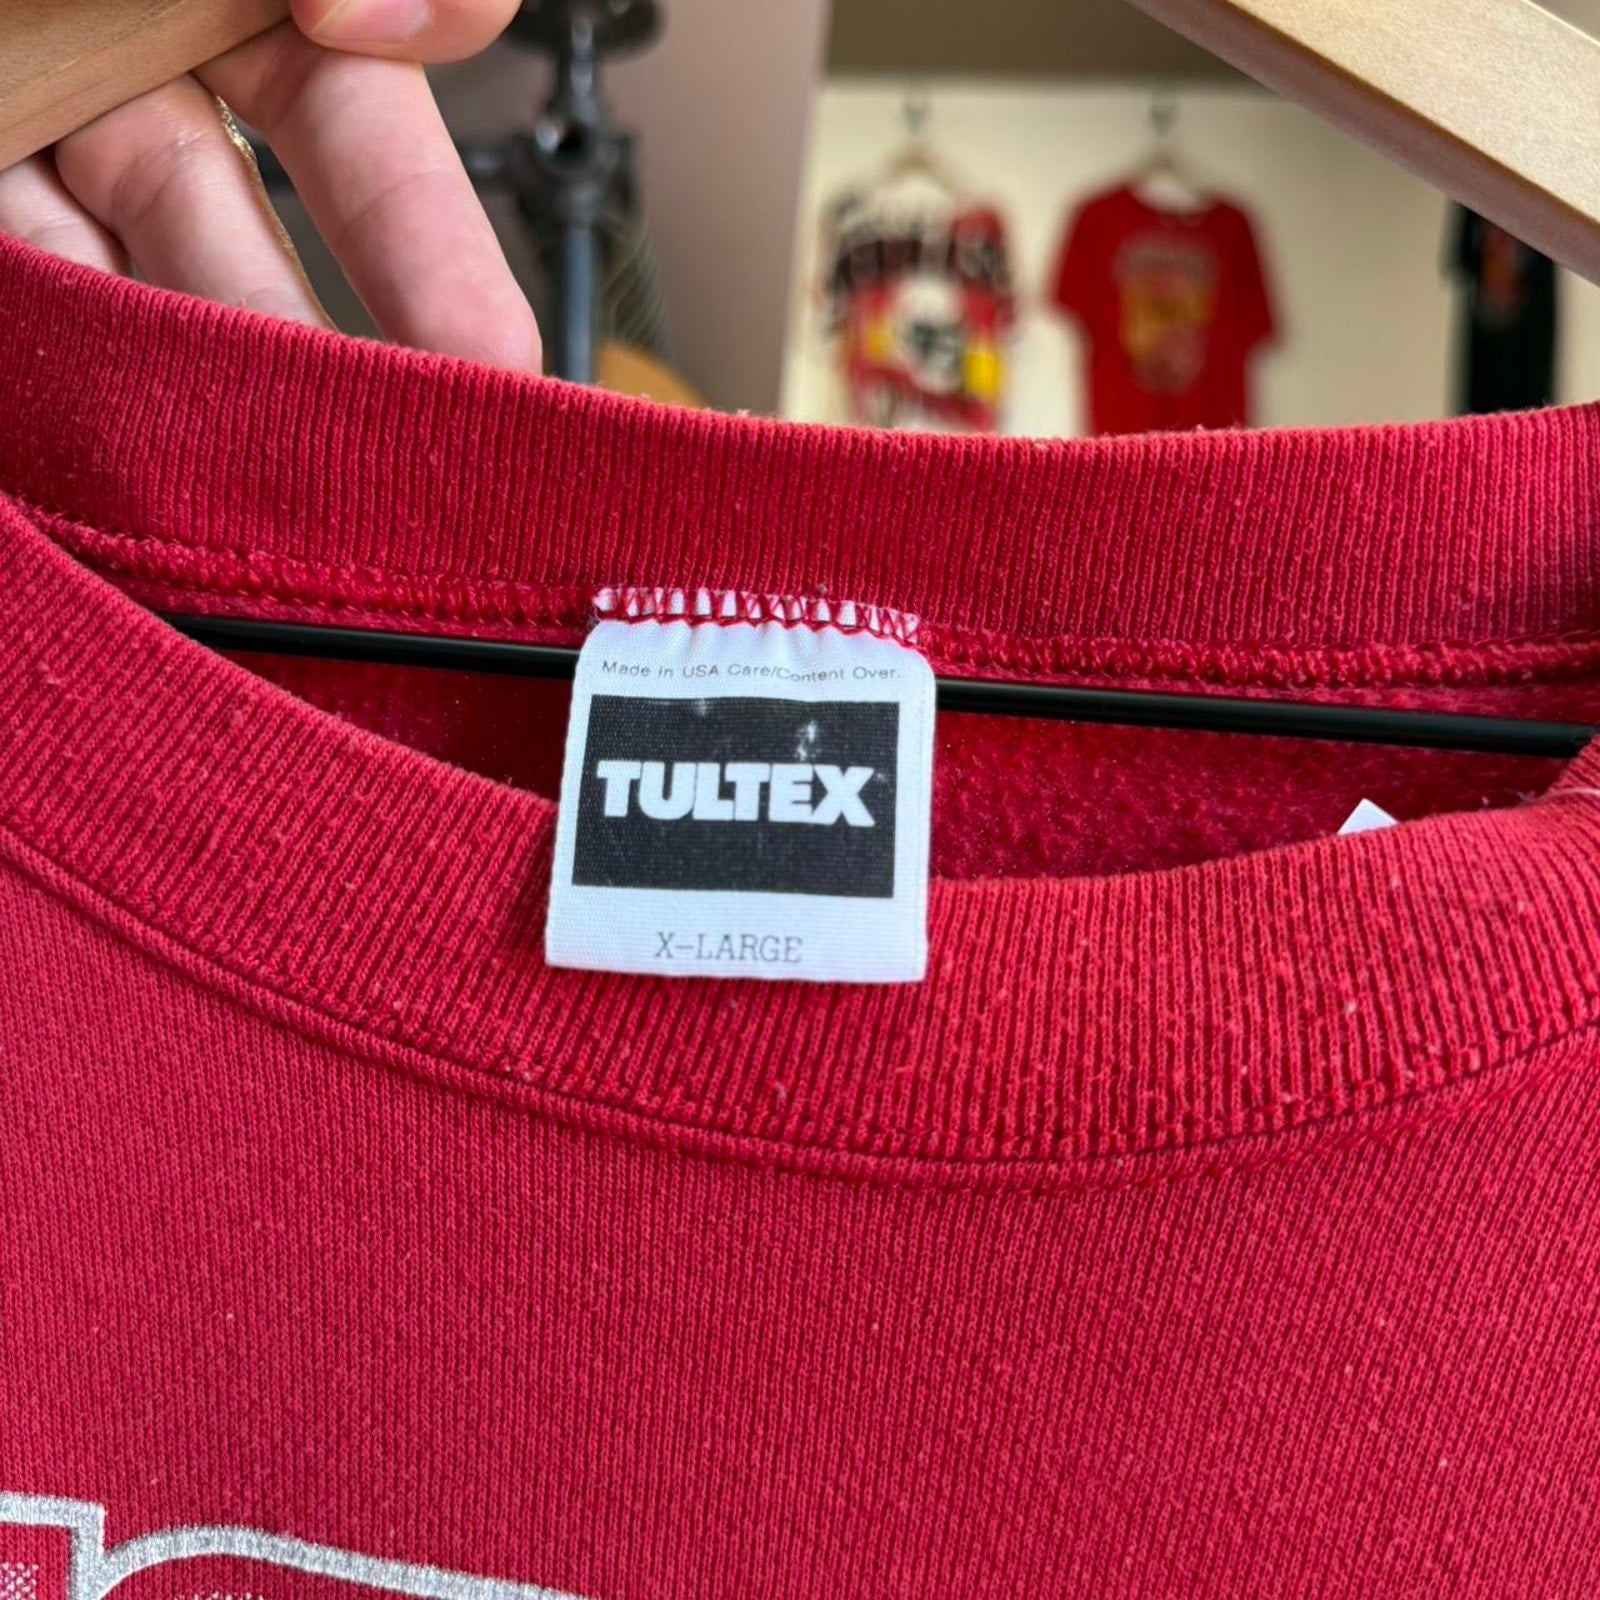 Made in USA Care/Content Over.
TULTEX
X-LARGE